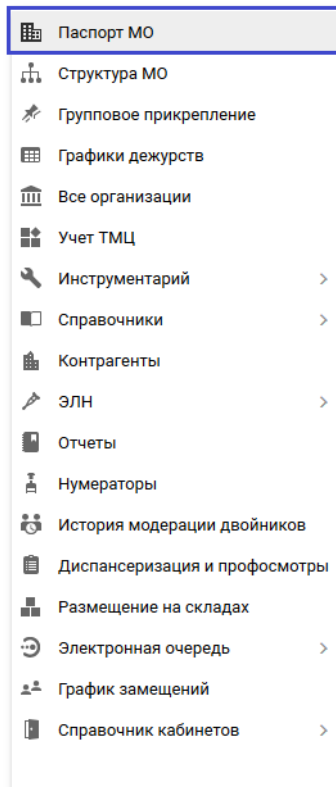 Паспорт МО
Структура МО
Групповое прикрепление
Графики дежурств
Все организации
Учет ТМЦ
Инструментарий
Справочники
Контрагенты
ЭЛН
Отчеты
Нумераторы
История модерации двойников
Диспансеризация и профосмотры
Размещение на складах
Электронная очередь
График замещений
Справочник кабинетов